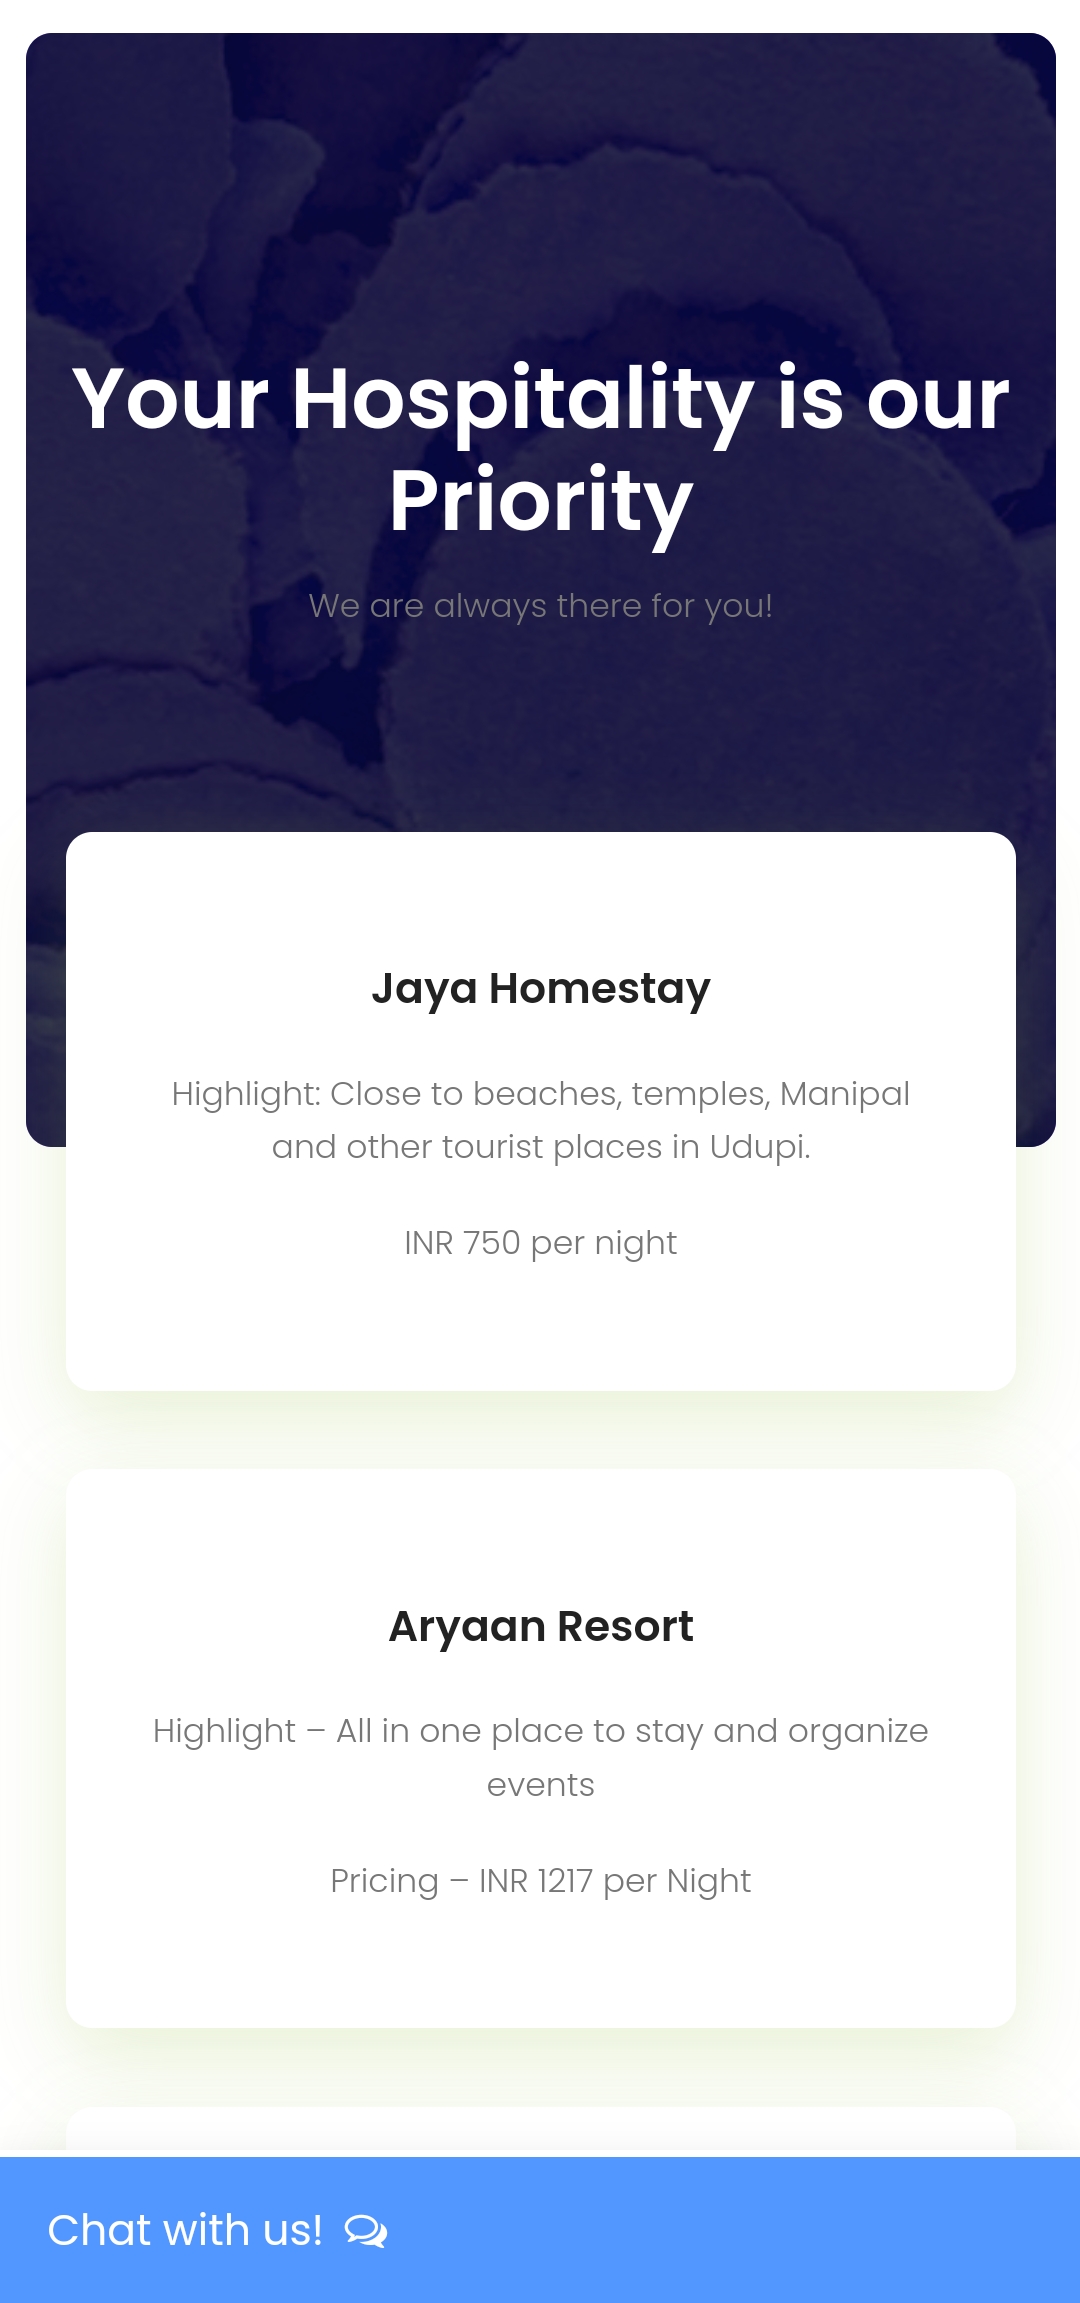 Your Hospitality is our
Priority
We are always there for you!
Jaya Homestay
Highlight: Close to beaches, temples, Manipal
and other tourist places in Udupi.
INR 750 per night
Aryaan Resort
Highlight – All in one place to stay and organize
events
Pricing – INR 1217 per Night
Chat with us!